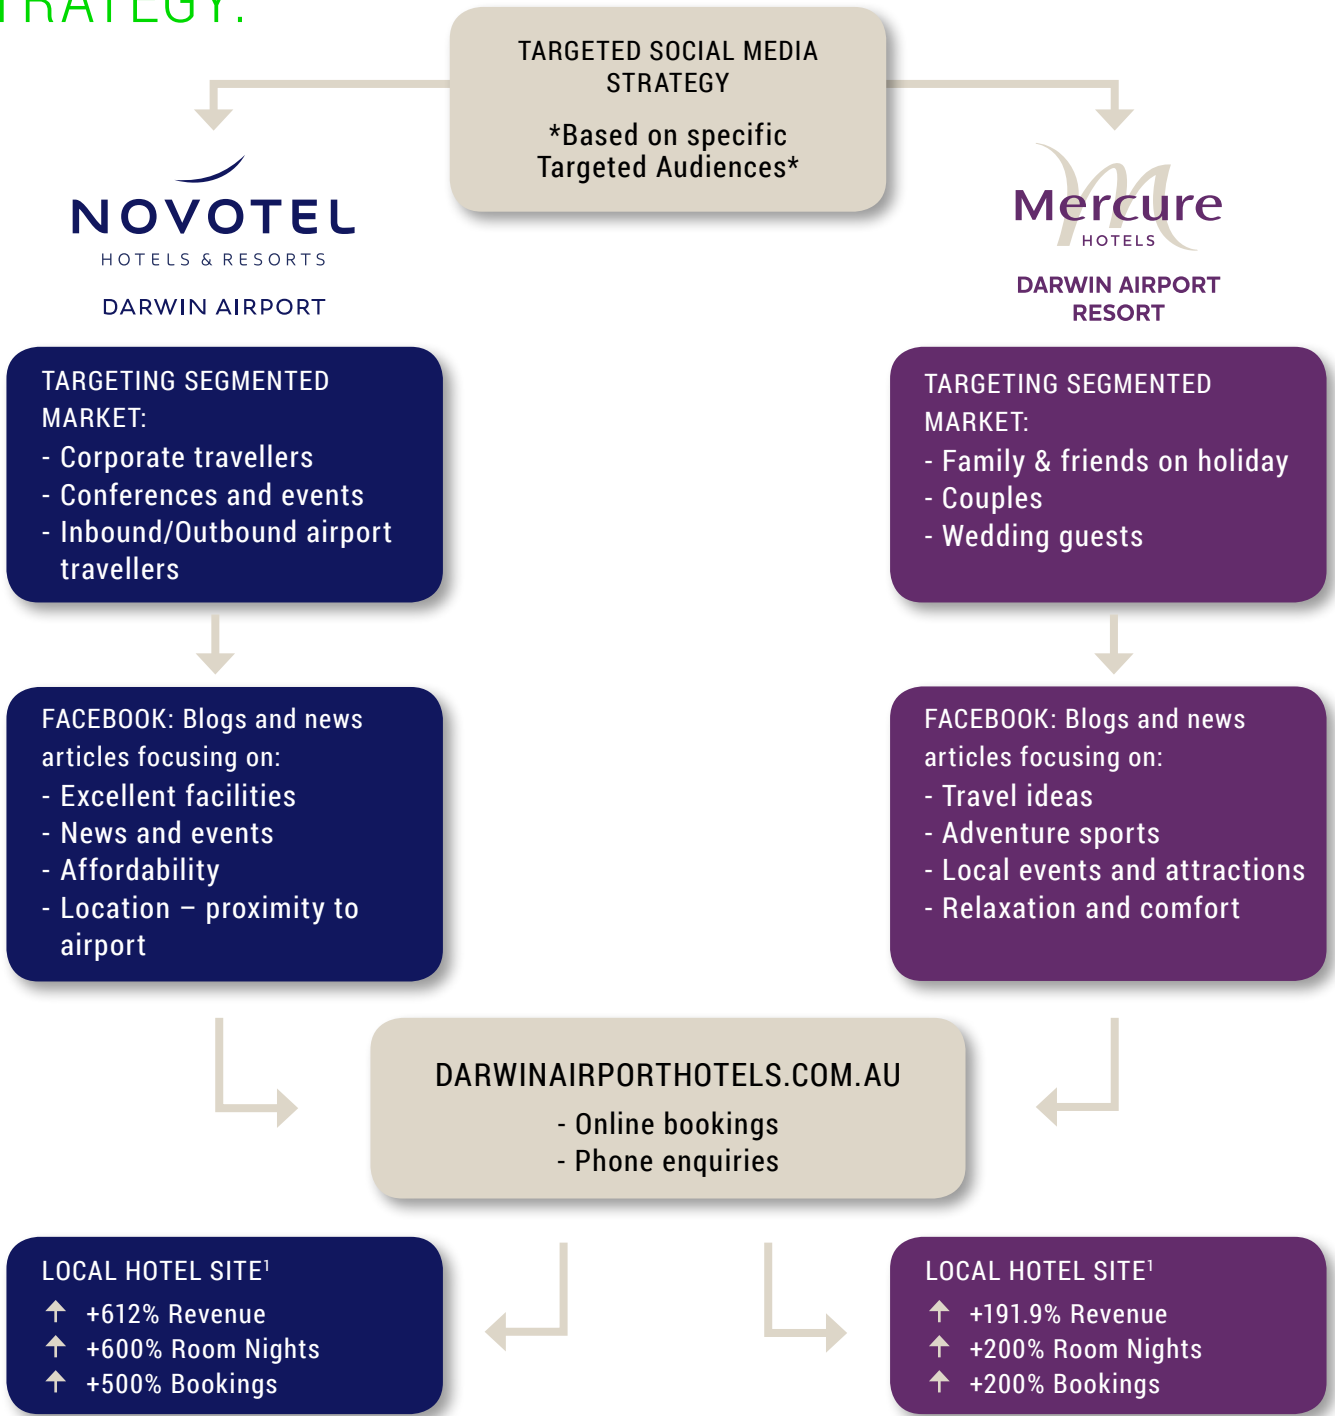 TRATEGY.
TARGETED SOCIAL MEDIA
STRATEGY
*Based on specific
Targeted Audiences*
NOVOTEL
HOTELS & RESORTS
DARWIN AIRPORT
Mercure
HOTELS
DARWIN AIRPORT
RESORT
TARGETING SEGMENTED
MARKET:
- Corporate travellers
- Conferences and events
- Inbound/Outbound airport
travellers
TARGETING SEGMENTED
MARKET:
- Family & friends on holiday
- Couples
- Wedding guests
FACEBOOK: Blogs and news
articles focusing on:
- Excellent facilities
- News and events
- Affordability
- Location – proximity to
airport
FACEBOOK: Blogs and news
articles focusing on:
- Travel ideas
- Adventure sports
- Local events and attractions
- Relaxation and comfort
DARWINAIRPORTHOTELS.COM.AU
- Online bookings
- Phone enquiries
LOCAL HOTEL SITE¹
↑ +612% Revenue
↑ +600% Room Nights
↑ +500% Bookings
LOCAL HOTEL SITE¹
↑ +191.9% Revenue
↑ +200% Room Nights
↑ +200% Bookings